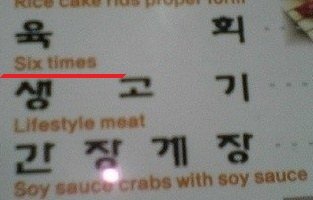 Rice cake ribs proper form
육 회
Six times
생 고 기
Lifestyle meat
간 장 게 장
Soy sauce crabs with soy sauce